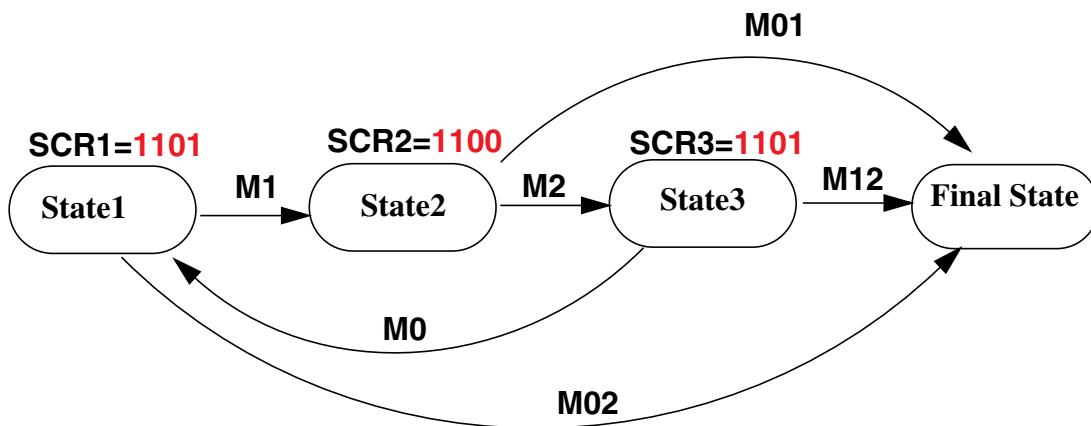 M01
SCR1=1101
SCR2=1100
SCR3=1101
State1
M1
State2
M2
State3
M12
Final State
M0
M02